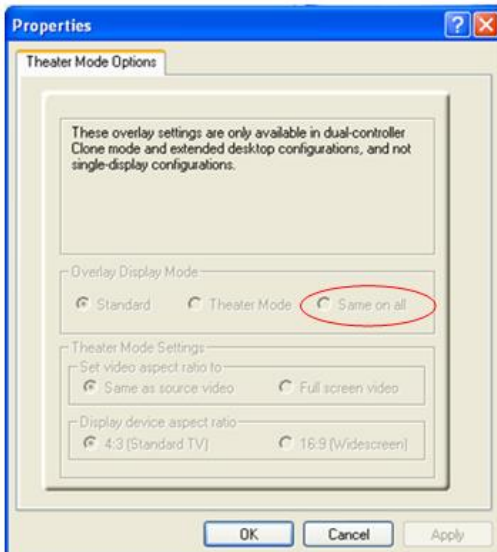 Properties
Theater Mode Options
These overlay settings are only available in dual-controller
Clone mode and extended desktop configurations, and not
single-display configurations.
Overlay Display Mode
Standard Theater Mode Same on all
Theater Mode Settings
Set video aspect ratio to
Same as source video Full screen video
Display device aspect ratio
4:3 (Standard TV) 16:9 (Widescreen)
OK Cancel Apply